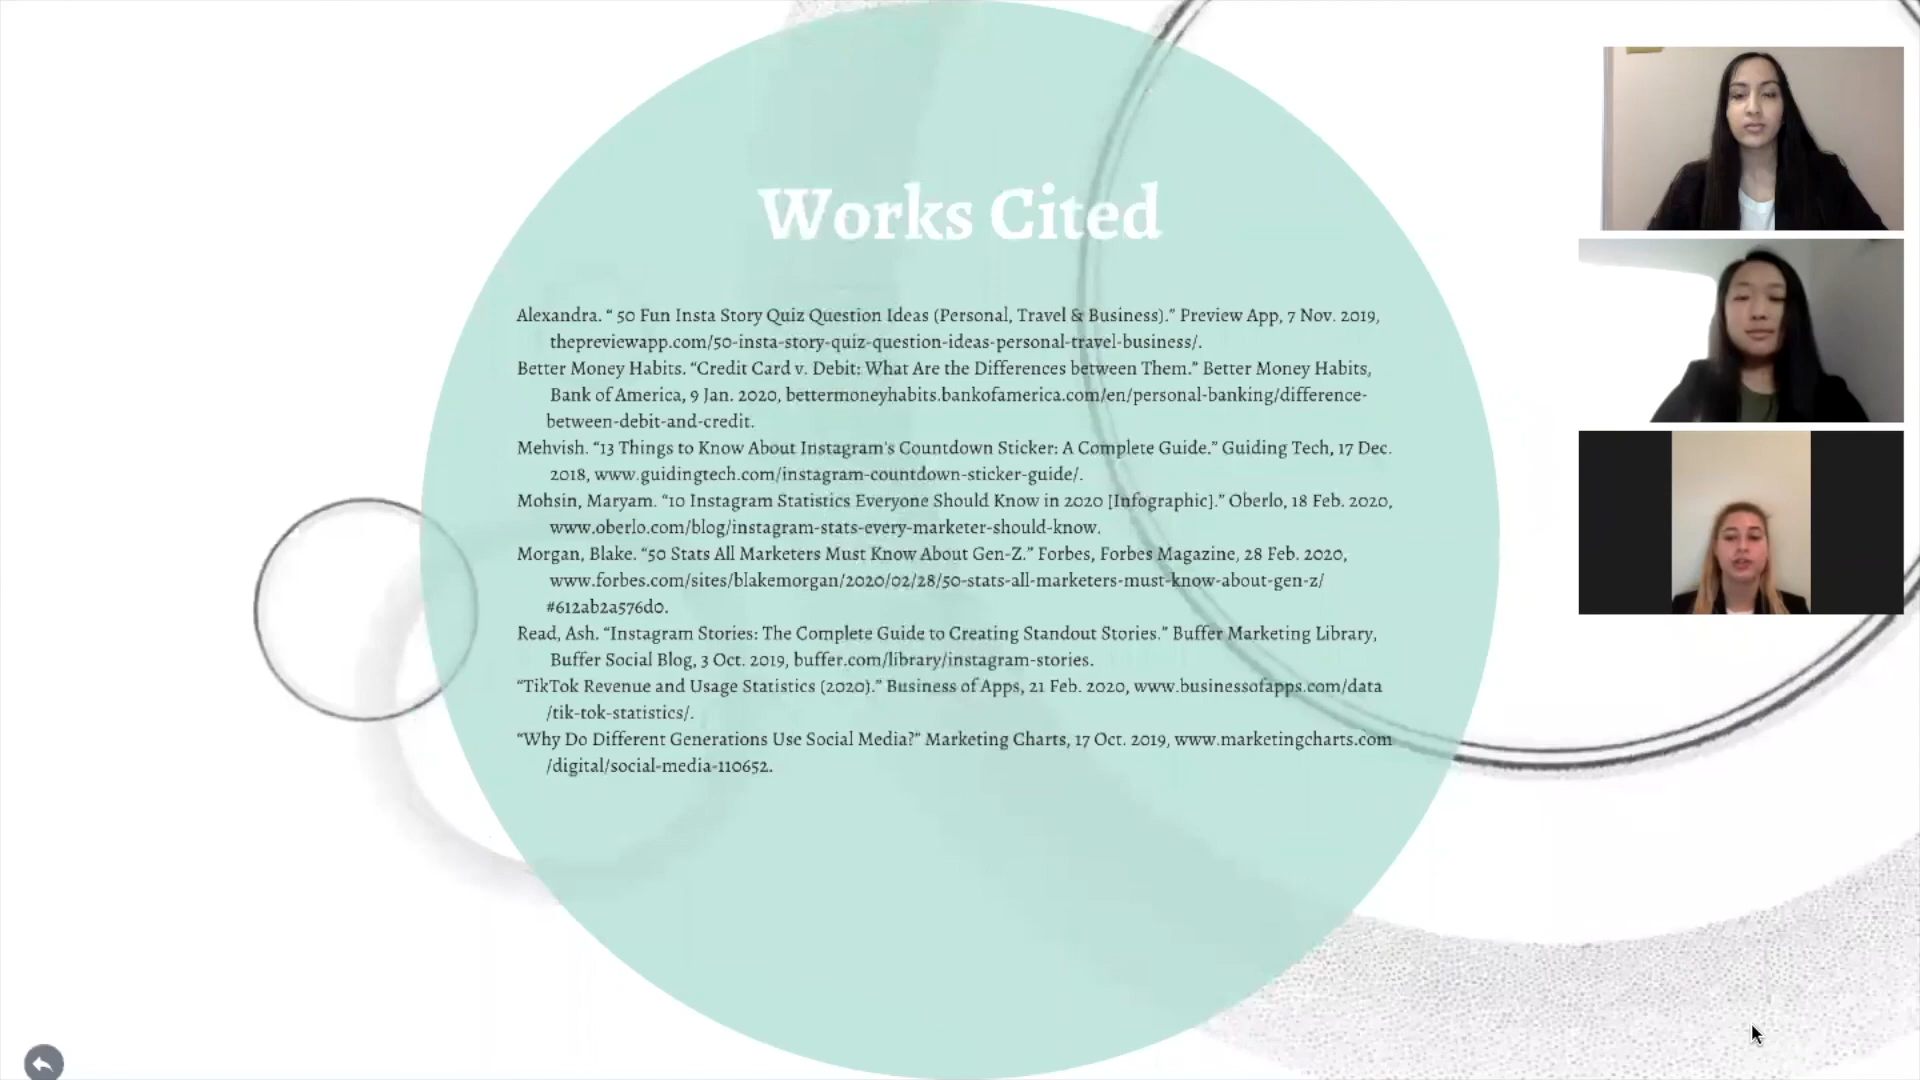 Works Cited
Alexandra. “ 50 Fun Insta Story Quiz Question Ideas (Personal, Travel & Business).” Preview App, 7 Nov. 2019,
thepreviewapp.com/50-insta-story-quiz-question-ideas-personal-travel-business/.
Better Money Habits. “Credit Card v. Debit: What Are the Differences between Them.” Better Money Habits,
Bank of America, 9 Jan. 2020, bettermoneyhabits.bankofamerica.com/en/personal-banking/difference-
between-debit-and-credit.
Mehvish. “13 Things to Know About Instagram's Countdown Sticker: A Complete Guide.” Guiding Tech, 17 Dec.
2018, www.guidingtech.com/instagram-countdown-sticker-guide/.
Mohsin, Maryam. “10 Instagram Statistics Everyone Should Know in 2020 [Infographic].” Oberlo, 18 Feb. 2020,
www.oberlo.com/blog/instagram-stats-every-marketer-should-know.
Morgan, Blake. “50 Stats All Marketers Must Know About Gen-Z.” Forbes, Forbes Magazine, 28 Feb. 2020,
www.forbes.com/sites/blakemorgan/2020/02/28/50-stats-all-marketers-must-know-about-gen-z/
#612ab2a576d0.
Read, Ash. “Instagram Stories: The Complete Guide to Creating Standout Stories.” Buffer Marketing Library,
Buffer Social Blog, 3 Oct. 2019, buffer.com/library/instagram-stories.
“TikTok Revenue and Usage Statistics (2020).” Business of Apps, 21 Feb. 2020, www.businessofapps.com/data
/tik-tok-statistics/.
“Why Do Different Generations Use Social Media?” Marketing Charts, 17 Oct. 2019, www.marketingcharts.com
/digital/social-media-110652.